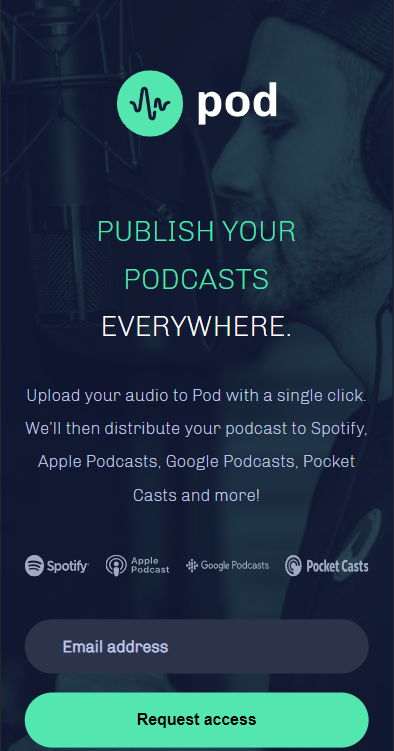 pod
PUBLISH YOUR
PODCASTS
EVERYWHERE.
Upload your audio to Pod with a single click.
We’ll then distribute your podcast to Spotify,
Apple Podcasts, Google Podcasts, Pocket
Casts and more!
Spotify Apple Podcast Google Podcasts Pocket Casts
Email address
Request access